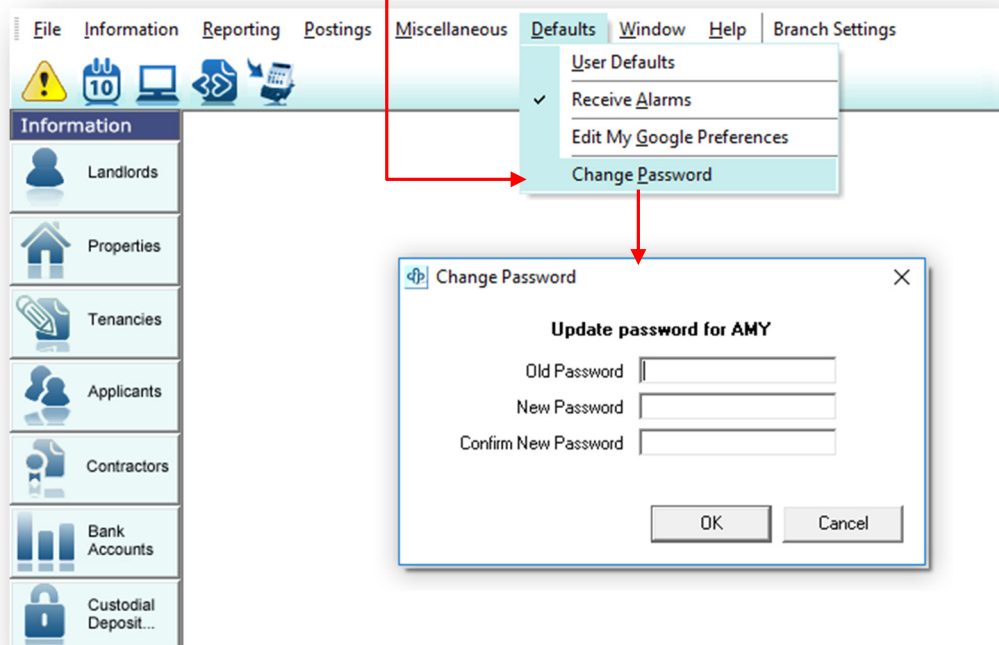 File Information Reporting Postings Miscellaneous Defaults Window Help Branch Settings
User Defaults
10
Receive Alarms
Information
Edit My Google Preferences
Landlords
Change Password
Properties
Change Password
Tenancies
Update password for AMY
Old Password
Applicants
New Password
Confirm New Password
Contractors
Bank
Accounts
OK Cancel
Custodial
Deposit...